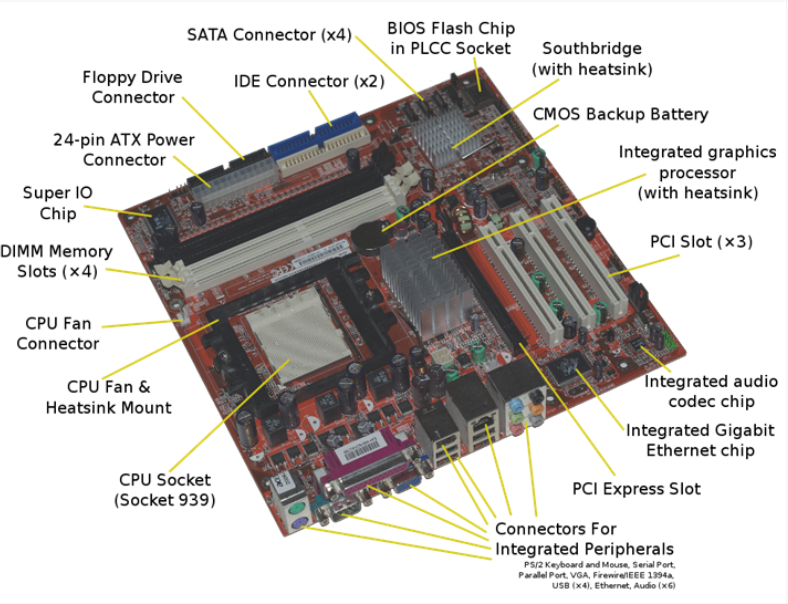 SATA Connector (×4)
BIOS Flash Chip
in PLCC Socket
Southbridge
(with heatsink)
Floppy Drive
Connector
IDE Connector (x2)
CMOS Backup Battery
24-pin ATX Power
Connector
Integrated graphics
processor
(with heatsink)
Super IO
Chip
PCI Slot (×3)
DIMM Memory
Slots (×4)
CPU Fan
Connector
CPU Fan &
Heatsink Mount
Integrated audio
codec chip
Integrated Gigabit
Ethernet chip
CPU Socket
(Socket 939)
PCI Express Slot
Connectors For
Integrated Peripherals
PS/2 Keyboard and Mouse, Serial Port,
Parallel Port, VGA, Firewire/IEEE 1394a,
USB (×4), Ethernet, Audio (×6)